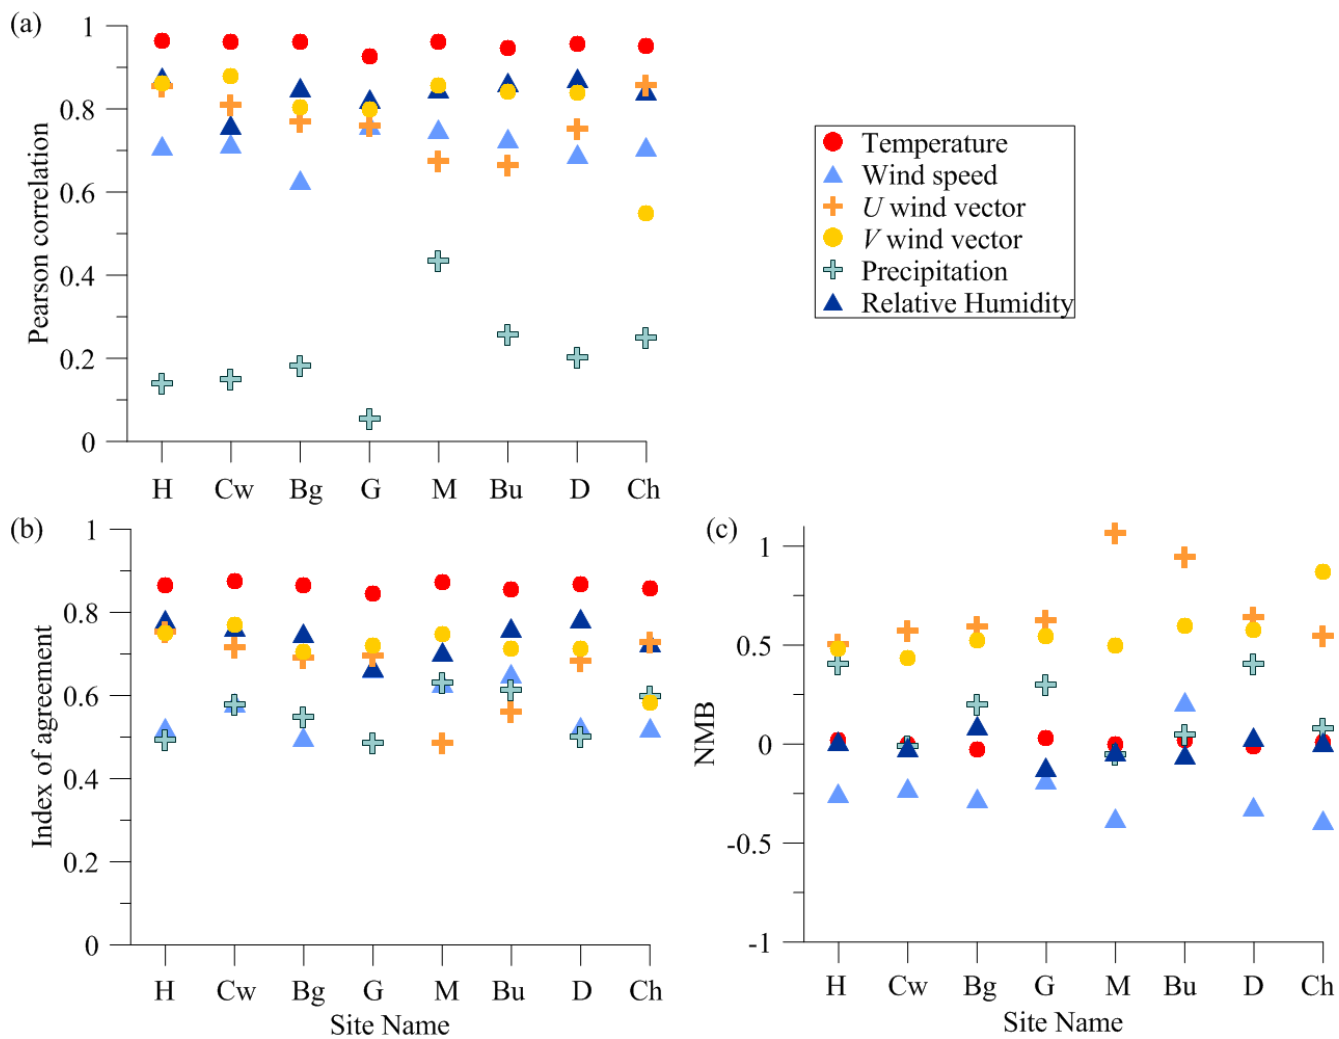 (a)
1
0.8
0.6
0.4
0.2
0
Pearson correlation
H Cw Bg G M Bu D Ch
Temperature
Wind speed
U wind vector
V wind vector
Precipitation
Relative Humidity
(b)
1
0.8
0.6
0.4
0.2
0
Index of agreement
H Cw Bg G M Bu D Ch
Site Name
(c)
1
0.5
0
-0.5
-1
NMB
H Cw Bg G M Bu D Ch
Site Name